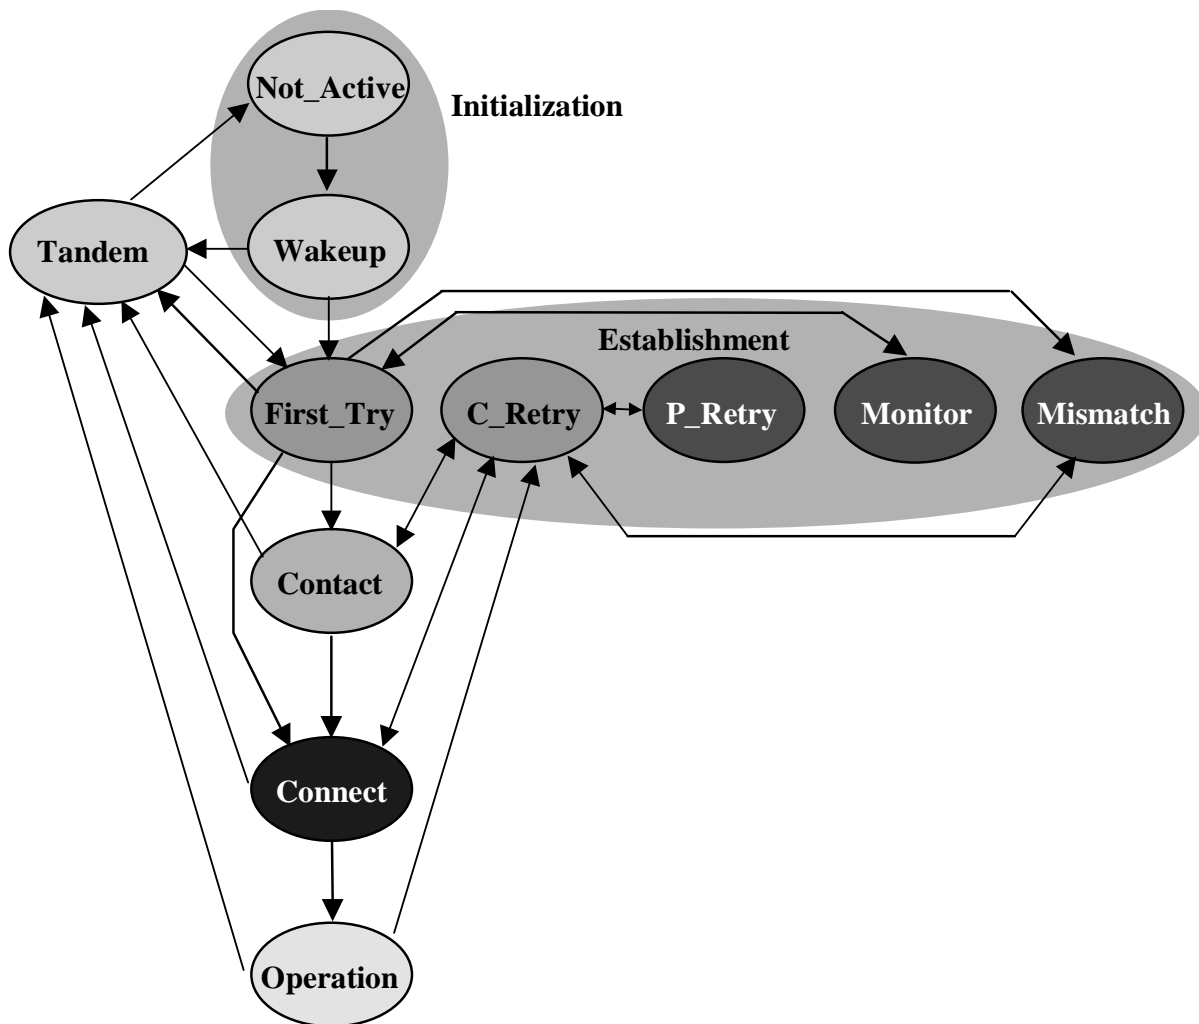 Not_Active
Initialization
Tandem
Wakeup
Establishment
First_Try
C_Retry
P_Retry
Monitor
Mismatch
Contact
Connect
Operation